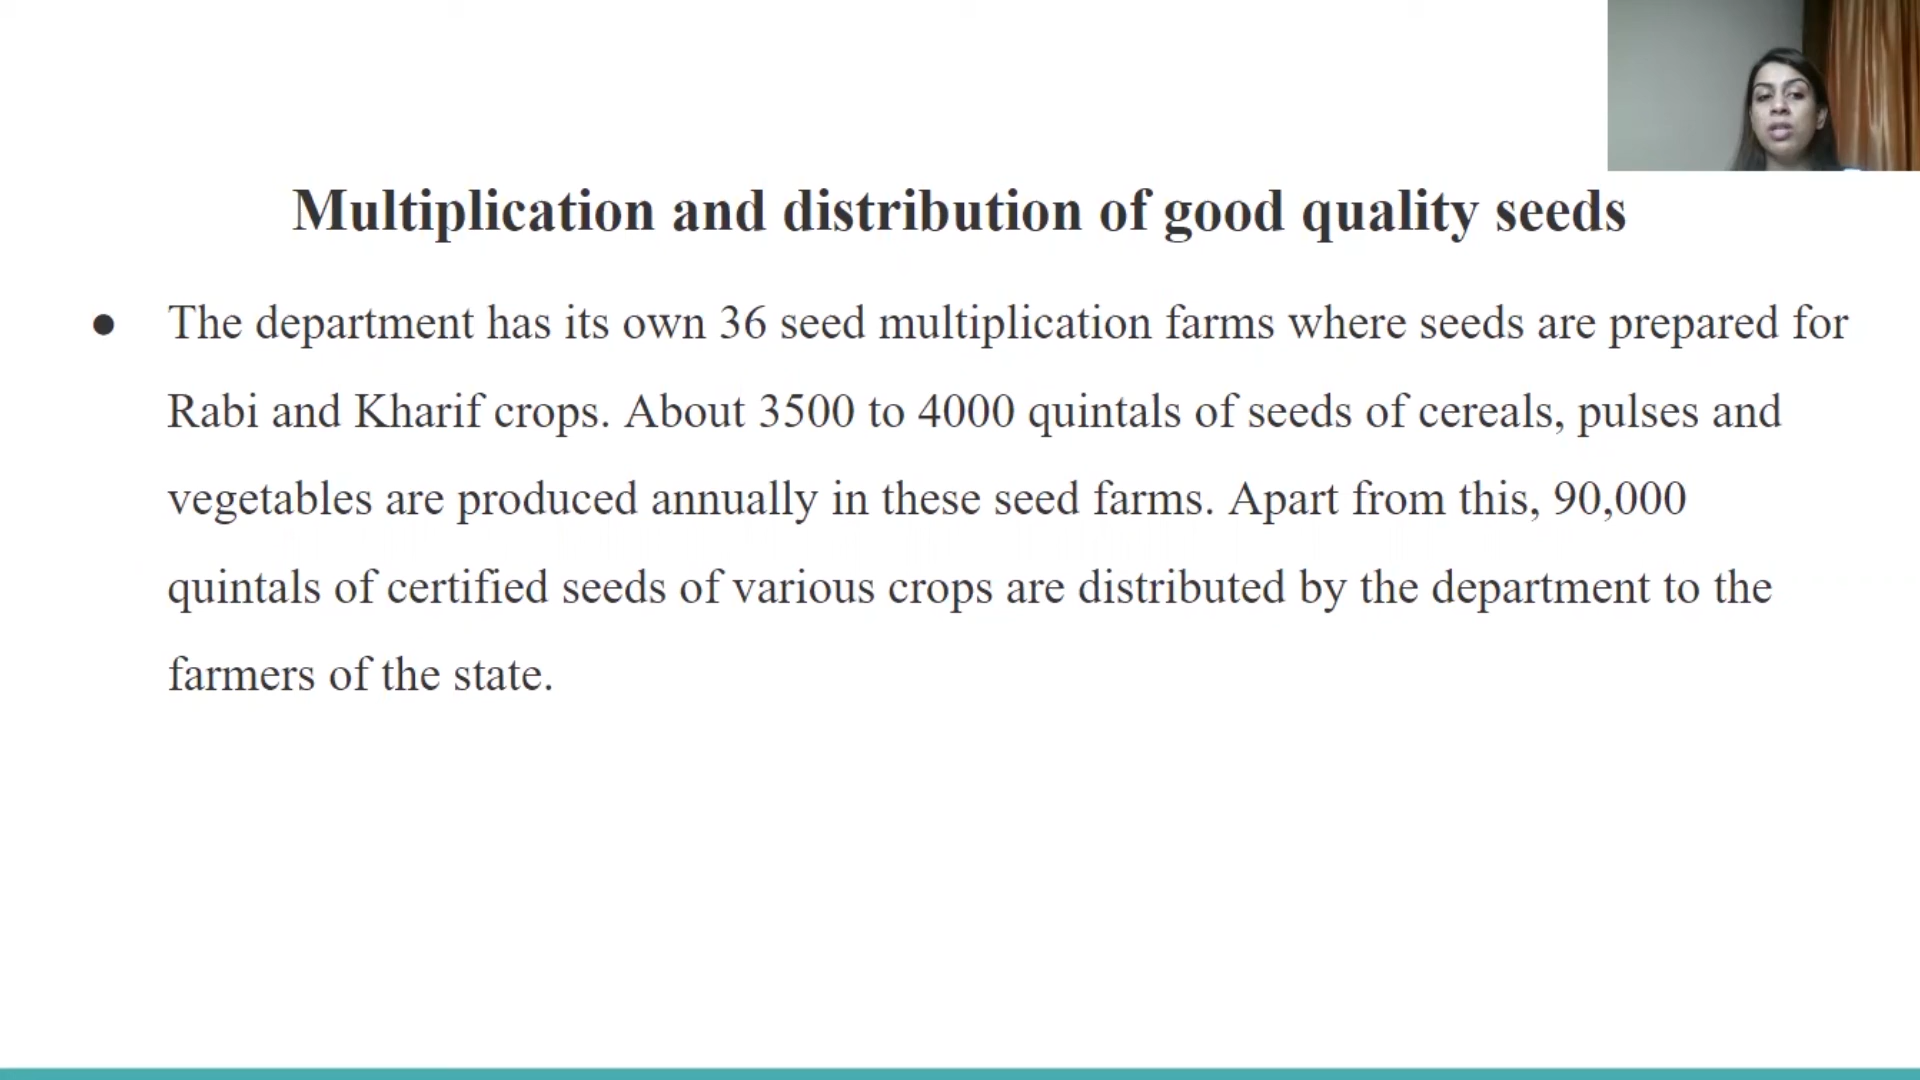 Multiplication and distribution of good quality seeds
● The department has its own 36 seed multiplication farms where seeds are prepared for
Rabi and Kharif crops. About 3500 to 4000 quintals of seeds of cereals, pulses and
vegetables are produced annually in these seed farms. Apart from this, 90,000
quintals of certified seeds of various crops are distributed by the department to the
farmers of the state.